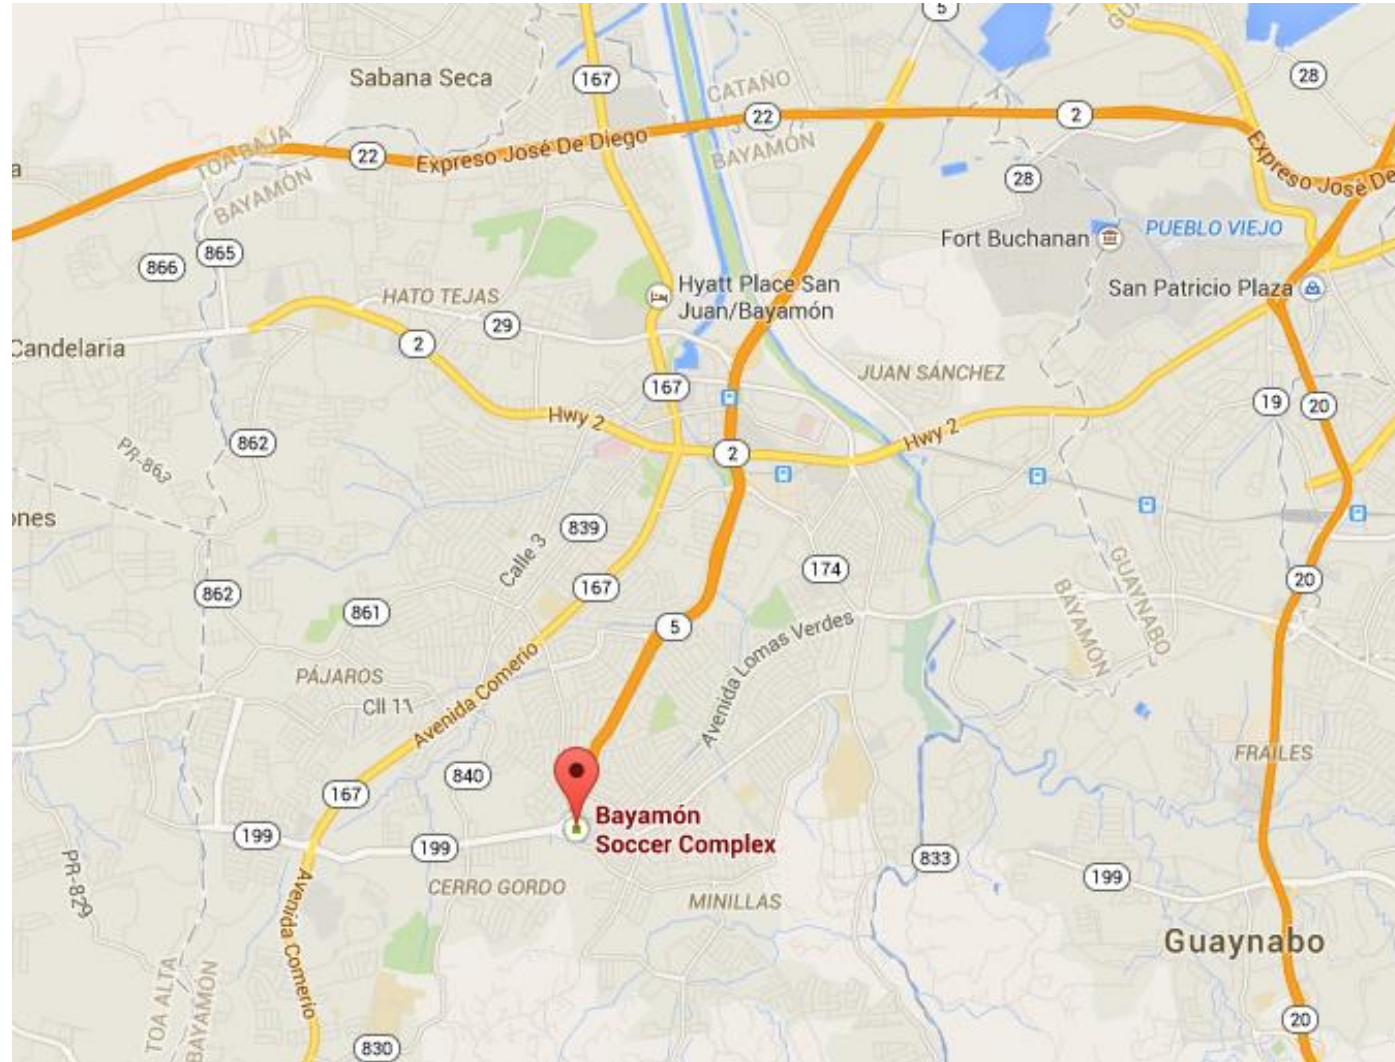 5
GU
Sabana Seca
167
CATAÑO
28
22
2
TOA BAJA
22
Expreso José De Diego
BAYAMÓN
Expreso José De
a
BAYAMÓN
28
865
866
Fort Buchanan
PUEBLO VIEJO
HATO TEJAS
Hyatt Place San
Juan/Bayamón
San Patricio Plaza
29
2
Candelaria
JUAN SÁNCHEZ
167
19
20
Hwy 2
Hwy 2
862
2
PR-863
ones
839
Calle 3
GUAYNABO
174
167
20
862
861
BAYAMÓN
5
Avenida Lomas Verdes
PÁJAROS
Cll 11
Avenida Comerio
FRAILES
840
167
Bayamón
Soccer Complex
199
199
833
199
PR-829
Avenida Comerio
CERRO GORDO
MINILLAS
Guaynabo
TOA ALTA
BAYAMÓN
20
830